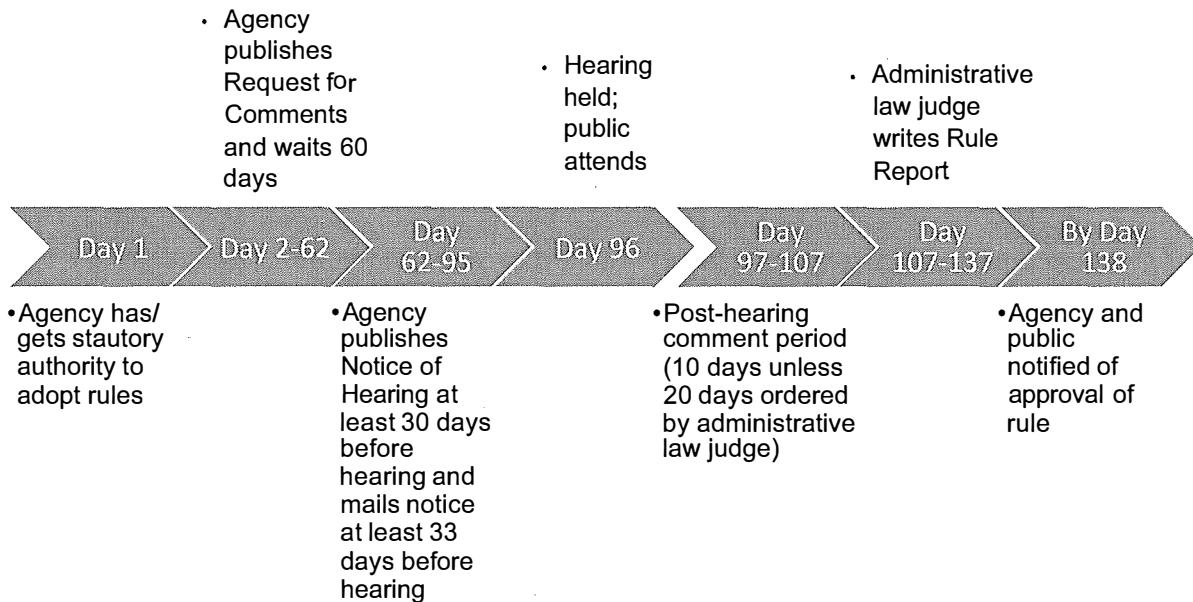 · Agency
publishes
Request for
Comments
and waits 60
days
· Hearing
held;
public
attends
· Administrative
law judge
writes Rule
Report
Day 1
Day 2-62
Day
62-95
Day 96
Day
97-107
Day
107-137
By Day
138
•Agency has/
gets stautory
authority to
adopt rules
•Agency
publishes
Notice of
Hearing at
least 30 days
before
hearing and
mails notice
at least 33
days before
hearing
•Post-hearing
comment period
(10 days unless
20 days ordered
by administrative
law judge)
•Agency and
public
notified of
approval of
rule